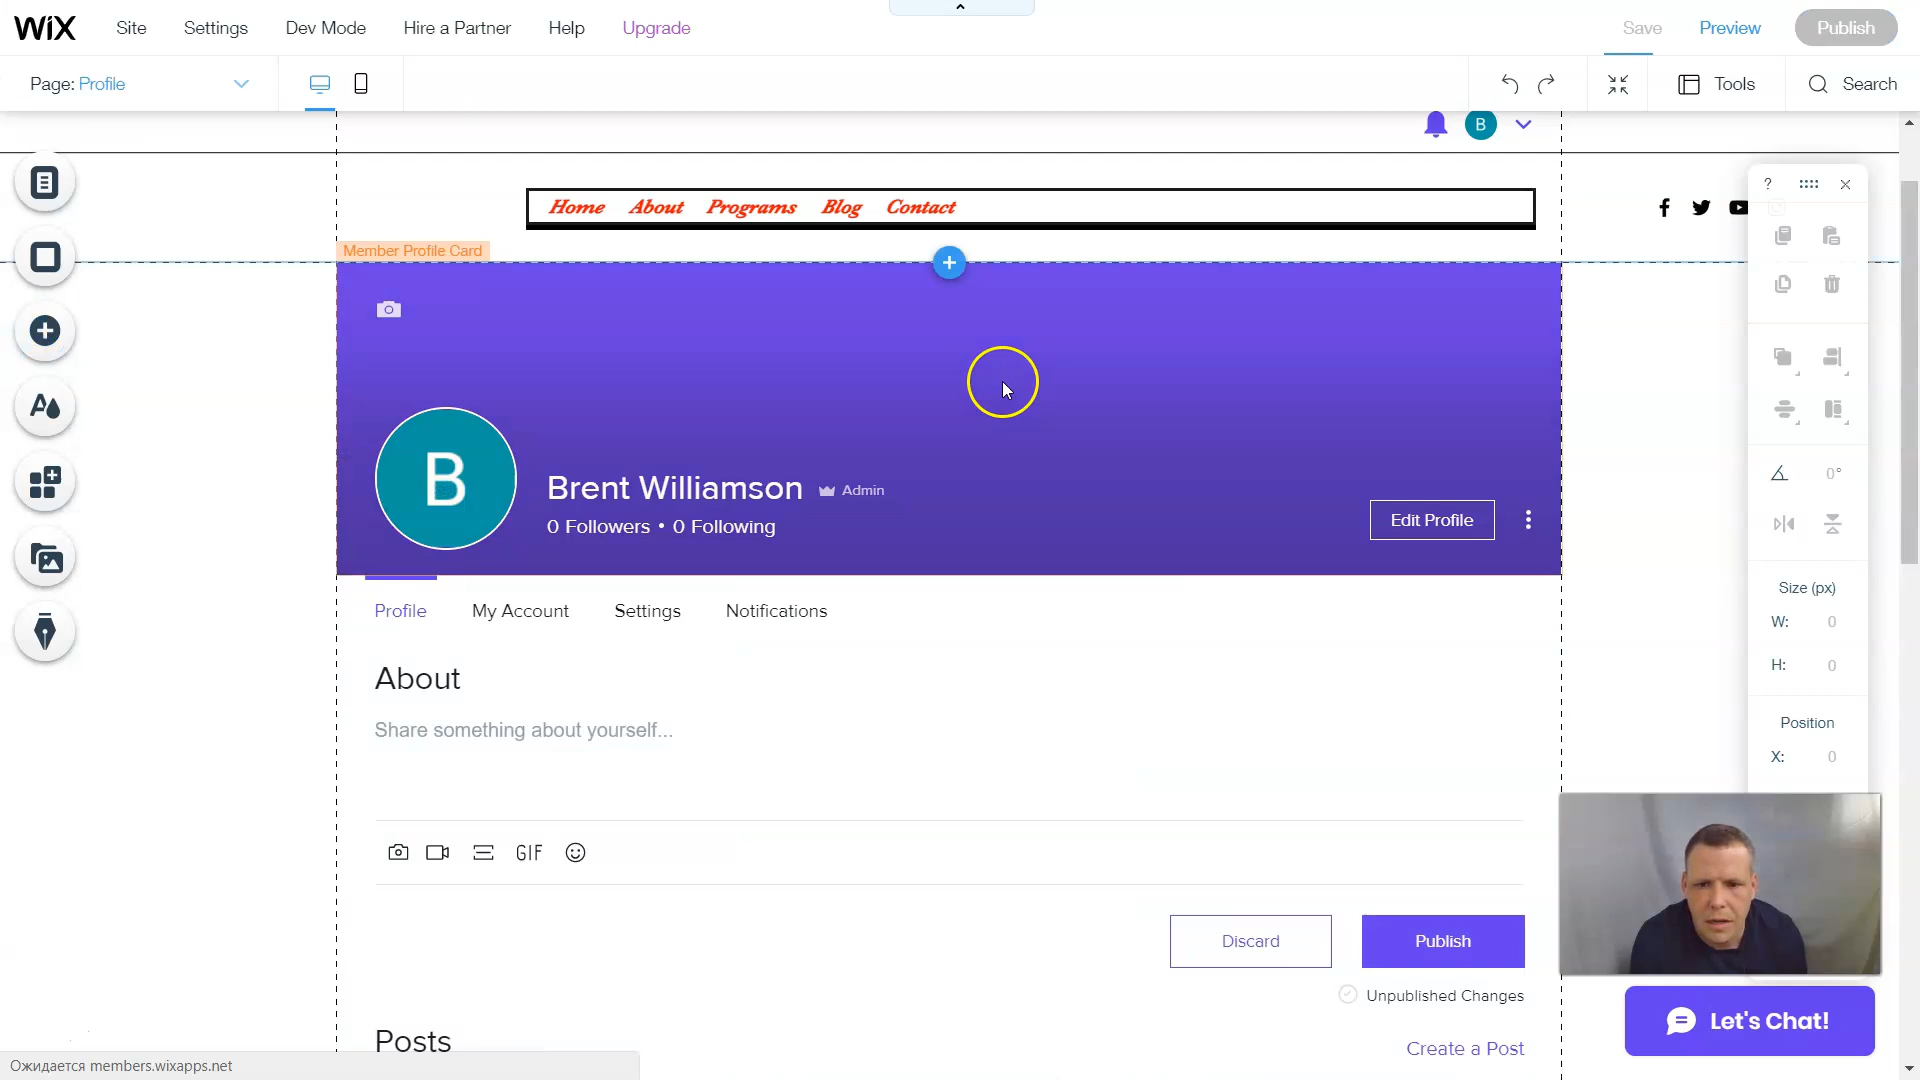 WiX Site Settings Dev Mode Hire a Partner Help Upgrade Save Preview Publish
Page: Profile Tools Search
B
Home About Programs Blog Contact
Member Profile Card
B
Brent Williamson Admin
0 Followers • 0 Following
Edit Profile
Profile My Account Settings Notifications
About
Share something about yourself...
GIF
Discard Publish
Unpublished Changes
Posts
Create a Post
?
0°
Size (px)
W: 0
H: 0
Position
X: 0
Let's Chat!
Ожидается members.wixapps.net